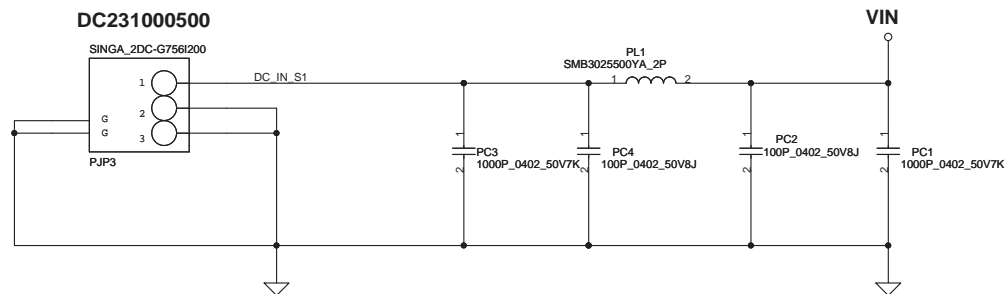 DC231000500
SINGA_2DC-G756I200
1
2
3
G
G
PJP3
DC_IN_S1
PL1
SMB3025500YA_2P
1
2
VIN
1
PC3
1000P_0402_50V7K
2
1
PC4
100P_0402_50V8J
2
1
PC2
100P_0402_50V8J
2
1
PC1
1000P_0402_50V7K
2